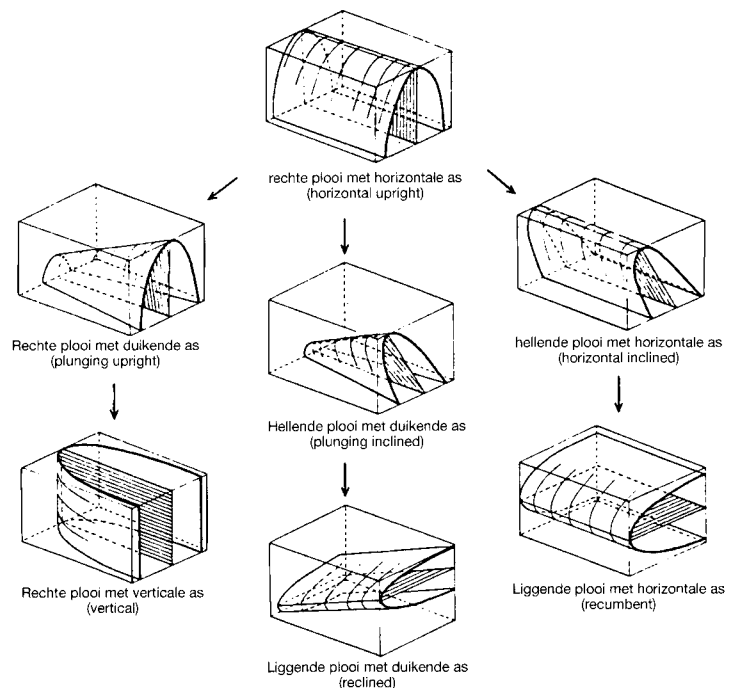 rechte plooi met horizontale as
(horizontal upright)
Rechte plooi met duikende as
(plunging upright)
hellende plooi met horizontale as
(horizontal inclined)
Hellende plooi met duikende as
(plunging inclined)
Rechte plooi met verticale as
(vertical)
Liggende plooi met horizontale as
(recumbent)
Liggende plooi met duikende as
(reclined)